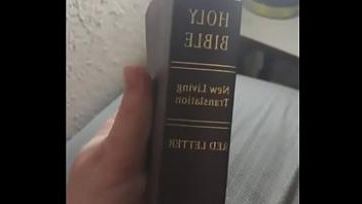 HOLY
BIBLE
New Living
Translation
RED LETTER